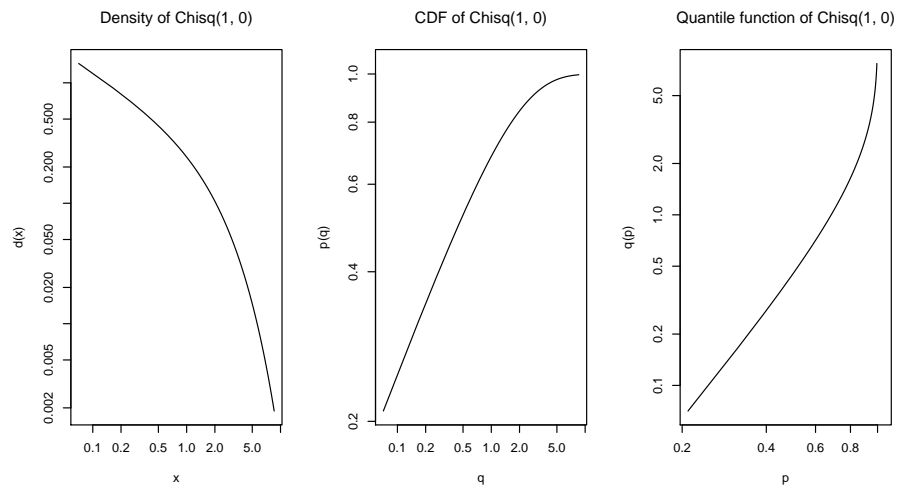 Density of Chisq(1, 0)
d(x)
0.500
0.200
0.050
0.020
0.005
0.002
0.1 0.2 0.5 1.0 2.0 5.0
x
CDF of Chisq(1, 0)
p(q)
1.0
0.8
0.6
0.4
0.2
0.1 0.2 0.5 1.0 2.0 5.0
q
Quantile function of Chisq(1, 0)
q(p)
5.0
2.0
1.0
0.5
0.2
0.1
0.2 0.4 0.6 0.8
p